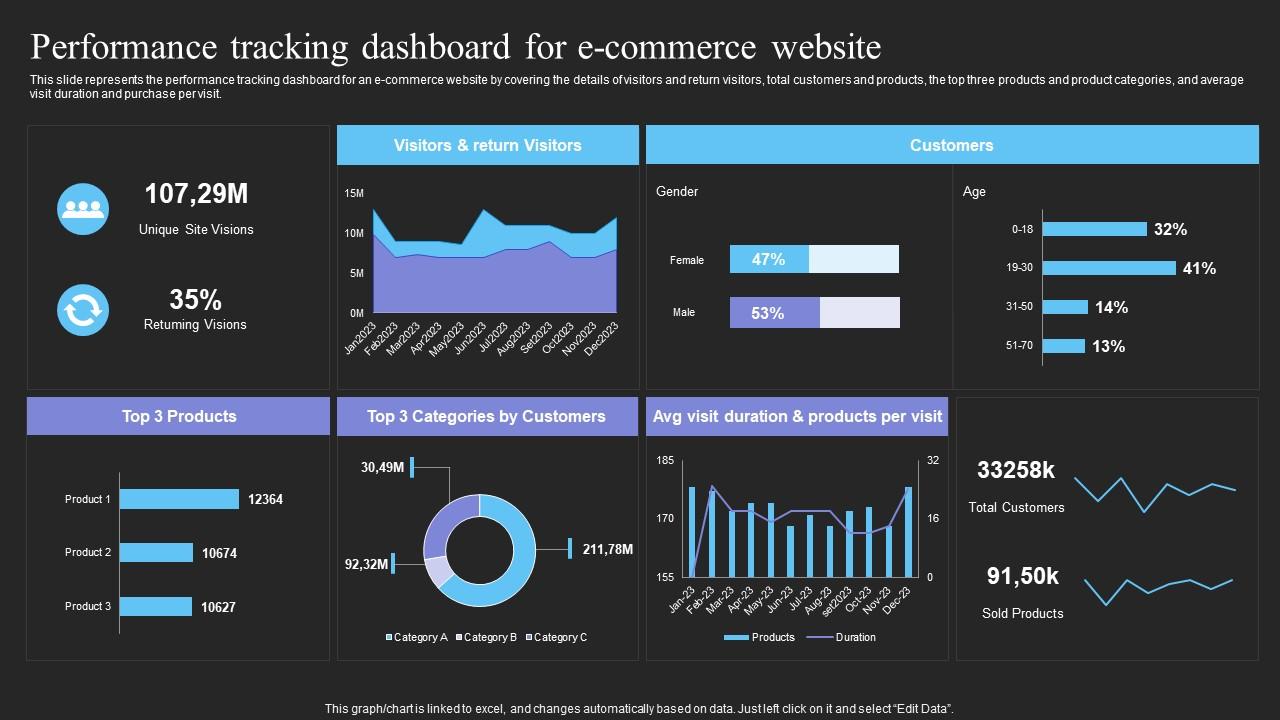 Performance tracking dashboard for e-commerce website
This slide represents the performance tracking dashboard for an e-commerce website by covering the details of visitors and return visitors, total customers and products, the top three products and product categories, and average
visit duration and purchase per visit.
107,29M
Unique Site Visions
35%
Returning Visions
Visitors & return Visitors
15M
10M
5M
0M
Jan2023
Feb2023
Mar2023
Apr2023
May2023
Jun2023
Jul2023
Aug2023
Set2023
Oct2023
Nov2023
Dec2023
Customers
Gender
Female
47%
Male
53%
Age
0-18
32%
19-30
41%
31-50
14%
51-70
13%
Top 3 Products
Product 1
12364
Product 2
10674
Product 3
10627
Top 3 Categories by Customers
30,49M
211,78M
92,32M
Category A
Category B
Category C
Avg visit duration & products per visit
185
170
155
32
16
0
Jan-23
Feb-23
Mar-23
Apr-23
May-23
Jun-23
Jul-23
Aug-23
set2023
Oct-23
Nov-23
Dec-23
Products
Duration
33258k
Total Customers
91,50k
Sold Products
This graph/chart is linked to excel, and changes automatically based on data. Just left click on it and select “Edit Data”.